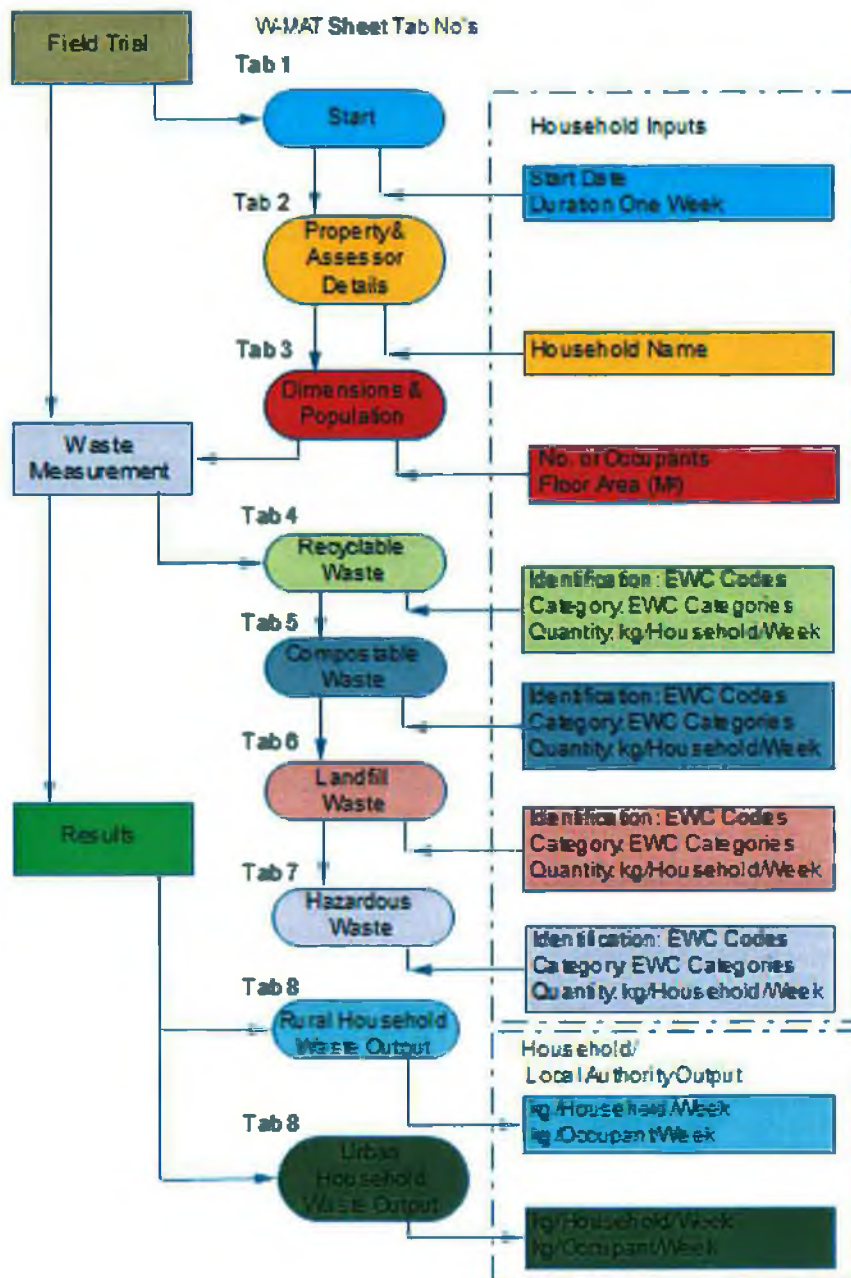 W-MAT Sheet Tab No's
Field Trial
Tab 1
Start
Household Inputs
Start Date
Duration One Week
Tab 2
Property&
Assessor
Details
Household Name
Tab 3
Dimensions &
Population
No. of Occupants
Floor Area (M²)
Waste
Measurement
Tab 4
Recyclable
Waste
Identification: EWC Codes
Category: EWC Categories
Quantity: kg/Household/Week
Tab 5
Compostable
Waste
Identification: EWC Codes
Category: EWC Categories
Quantity: kg/Household/Week
Tab 6
Landfill
Waste
Identification: EWC Codes
Category: EWC Categories
Quantity: kg/Household/Week
Results
Tab 7
Hazardous
Waste
Identification: EWC Codes
Category: EWC Categories
Quantity: kg/Household/Week
Tab 8
Rural Household
Waste Output
Household/
Local Authority Output
kg/Household/Week
kg/Occupant/Week
Tab 8
Urban
Household
Waste Output
kg/Household/Week
kg/Occupant/Week